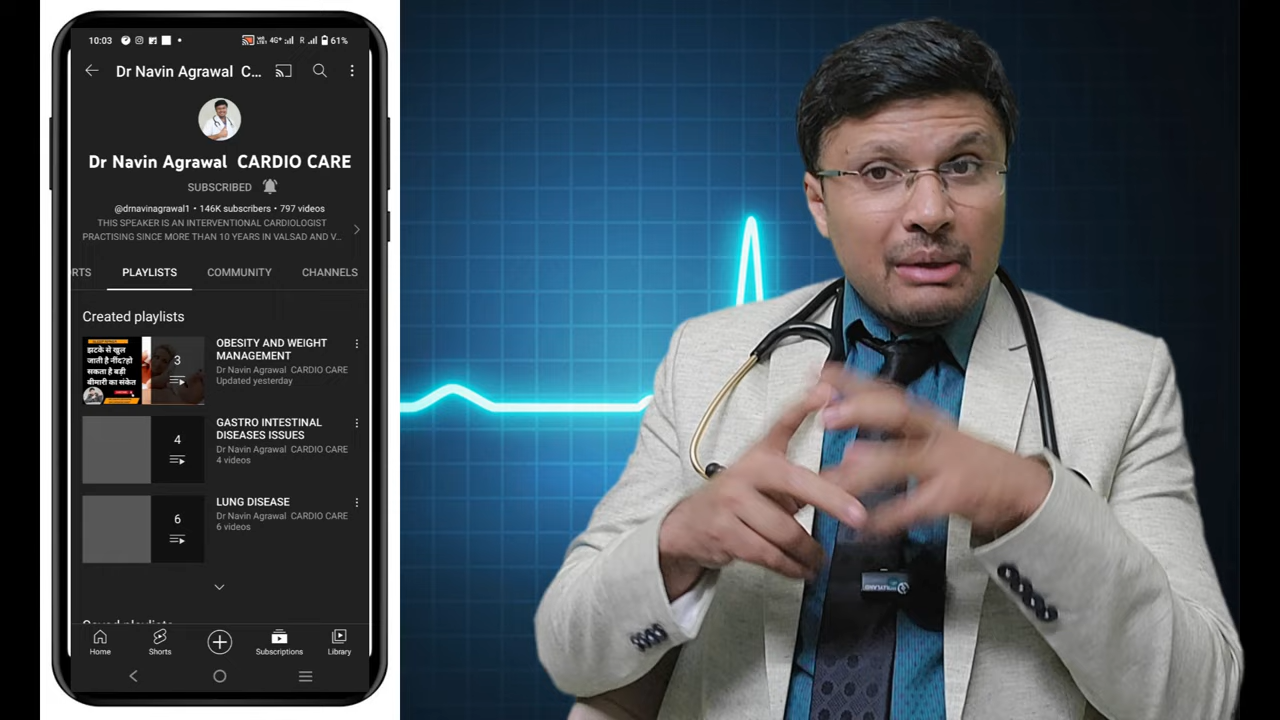 10:03
4G+
R
61%
Dr Navin Agrawal C...
Dr Navin Agrawal CARDIO CARE
SUBSCRIBED
@drnavinagrawal1 • 146K subscribers • 797 videos
THIS SPEAKER IS AN INTERVENTIONAL CARDIOLOGIST
PRACTISING SINCE MORE THAN 10 YEARS IN VALSAD AND V...
RTS PLAYLISTS COMMUNITY CHANNELS
Created playlists
झटके से खुल
जाती है नींद?हो
सकता है बड़ी
बीमारी का संकेत
3
OBESITY AND WEIGHT
MANAGEMENT
Dr Navin Agrawal CARDIO CARE
Updated yesterday
4
GASTRO INTESTINAL
DISEASES ISSUES
Dr Navin Agrawal CARDIO CARE
4 videos
6
LUNG DISEASE
Dr Navin Agrawal CARDIO CARE
6 videos
Home Shorts Subscriptions Library